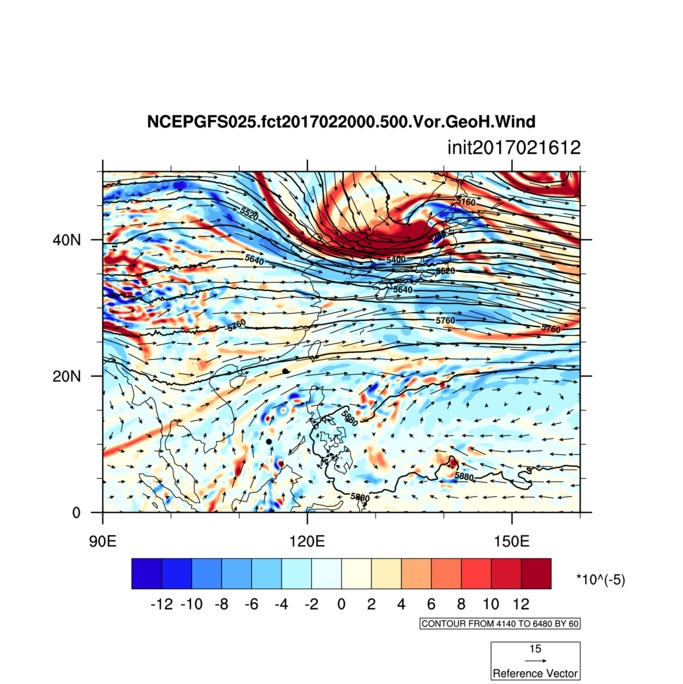 NCEPGFS025.fct2017022000.500.Vor.GeoH.Wind
init2017021612
5160
5520
40N
5400
5640
5520
5640
5760
5760
5760
20N
5880
5880
5880
0
90E 120E 150E
-12 -10 -8 -6 -4 -2 0 2 4 6 8 10 12 *10^(-5)
CONTOUR FROM 4140 TO 6480 BY 60
15
Reference Vector